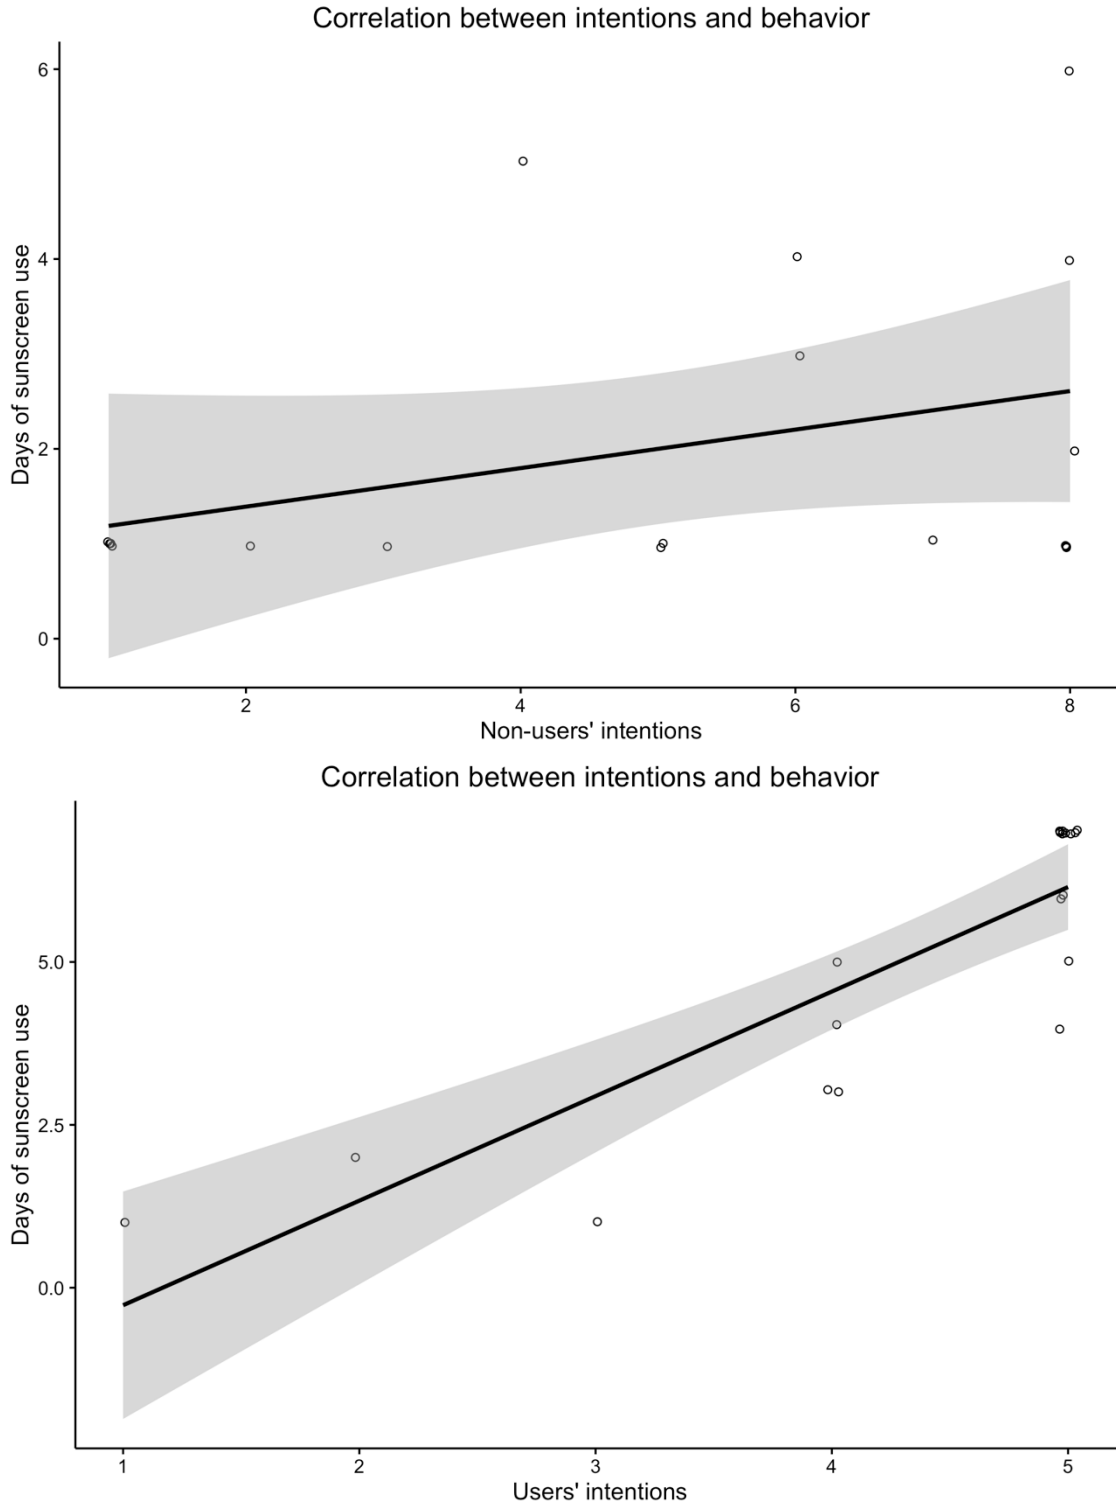 Correlation between intentions and behavior
6
4
2
0
Days of sunscreen use
2 4 6 8
Non-users' intentions
Correlation between intentions and behavior
5.0
2.5
0.0
Days of sunscreen use
1 2 3 4 5
Users' intentions